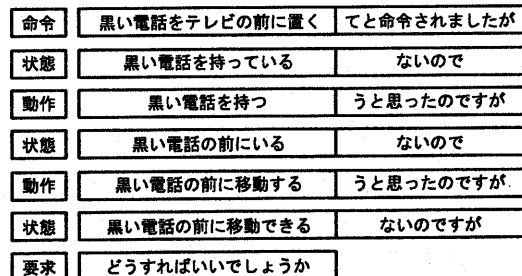 命令 黒い電話をテレビの前に置く てと命令されましたが
状態 黒い電話を持っている ないので
動作 黒い電話を持つ うと思ったのですが
状態 黒い電話の前にいる ないので
動作 黒い電話の前に移動する うと思ったのですが
状態 黒い電話の前に移動できる ないのですが
要求 どうすればいいでしょうか